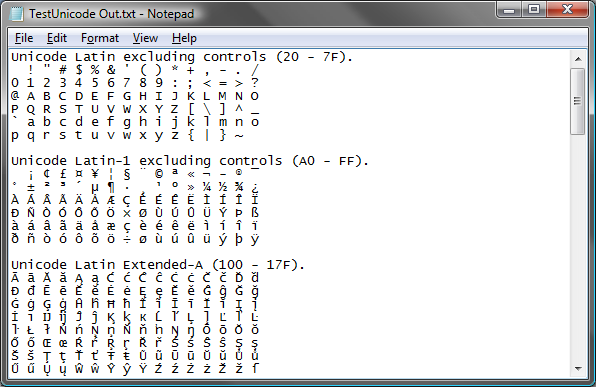 TestUnicode Out.txt - Notepad
File Edit Format View Help
Unicode Latin excluding controls (20 - 7F).
! " # $ % & ' ( ) * + , - . /
0 1 2 3 4 5 6 7 8 9 : ; < = > ?
@ A B C D E F G H I J K L M N O
P Q R S T U V W X Y Z [ \ ] ^ _
` a b c d e f g h i j k l m n o
p q r s t u v w x y z { | } ~
Unicode Latin-1 excluding controls (A0 - FF).
¡ ¢ £ ¤ ¥ ¦ § ¨ © ª « ¬ - ® ¯
° ± ² ³ ´ µ ¶ · ¸ ¹ º » ¼ ½ ¾ ¿
À Á Â Ã Ä Å Æ Ç È É Ê Ë Ì Í Î Ï
Ð Ñ Ò Ó Ô Õ Ö × Ø Ù Ú Û Ü Ý Þ ß
à á â ã ä å æ ç è é ê ë ì í î ï
ð ñ ò ó ô õ ö ÷ ø ù ú û ü ý þ ÿ
Unicode Latin Extended-A (100 - 17F).
Ā ā Ă ă Ą ą Ć ć Ĉ ĉ Ċ ċ Č č Ď ď
Đ đ Ē ē Ĕ ĕ Ė ė Ę ę Ě ě Ĝ ĝ Ğ ğ
Ġ ġ Ģ ģ Ĥ ĥ Ħ ħ Ĩ ĩ Ī ī Ĭ ĭ Į į
İ ı Ĳ ĳ Ĵ ĵ Ķ ķ ĸ Ĺ ĺ Ļ ļ Ľ ľ Ŀ
ŀ Ł ł Ń ń Ņ ņ Ň ň ŉ Ŋ ŋ Ō ō Ŏ ŏ
Ő ő Œ œ Ŕ ŕ Ŗ ŗ Ř ř Ś ś Ŝ ŝ Ş ş
Š š Ţ ţ Ť ť Ŧ ŧ Ũ ũ Ū ū Ŭ ŭ Ů ů
Ű ű Ų ų Ŵ ŵ Ŷ ŷ Ÿ Ź ź Ż ż Ž ž ſ